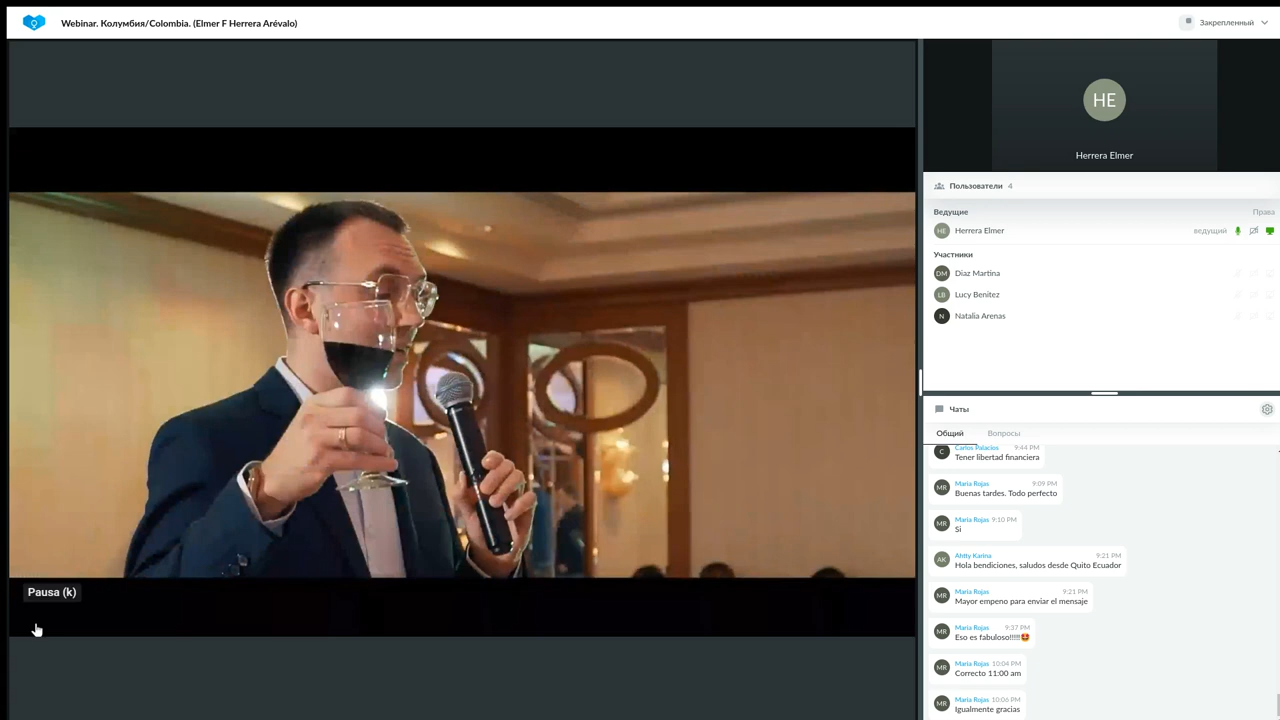 Webinar. Колумбия/Colombia. (Elmer F Herrera Arévalo)
Закрепленный
HE
Herrera Elmer
Пользователи 4
Ведущие Права
HE Herrera Elmer ведущий
Участники
DM Diaz Martina
LB Lucy Benitez
N Natalia Arenas
Чаты
Общий Вопросы
C Carlos Palacios 9:44 PM
Tener libertad financiera
MR Maria Rojas 9:09 PM
Buenas tardes. Todo perfecto
MR Maria Rojas 9:10 PM
Si
AK Ahtty Karina 9:21 PM
Hola bendiciones, saludos desde Quito Ecuador
MR Maria Rojas 9:21 PM
Mayor empeno para enviar el mensaje
MR Maria Rojas 9:37 PM
Eso es fabuloso!!!!!🤩
MR Maria Rojas 10:04 PM
Correcto 11:00 am
MR Maria Rojas 10:06 PM
Igualmente gracias
Pausa (k)